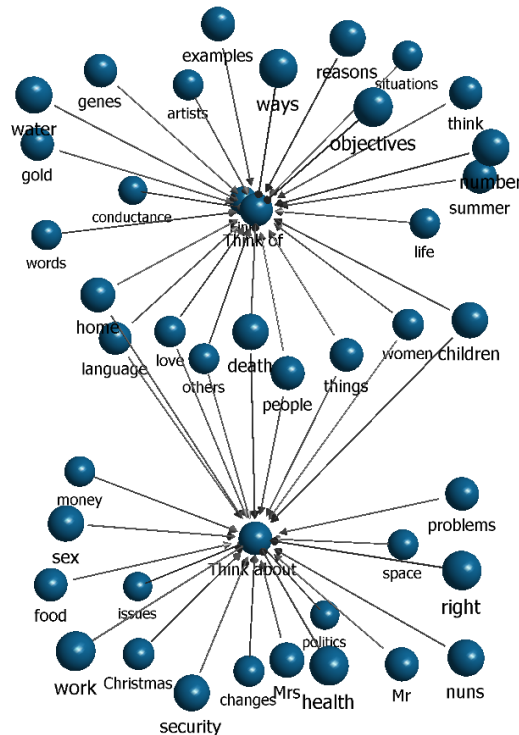 examples
reasons
situations
genes
artists
ways
water
objectives
think
gold
number
summer
conductance
words
Think of
life
home
language
love
others
death
people
things
women
children
money
sex
problems
Think about
space
food
issues
right
politics
work
Christmas
security
changes
Mrs
health
Mr
nuns